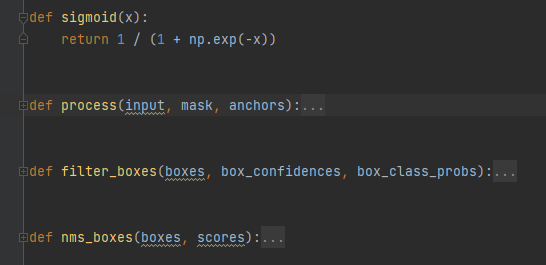 def sigmoid(x):
return 1 / (1 + np.exp(-x))
def process(input, mask, anchors):...
def filter_boxes(boxes, box_confidences, box_class_probs):...
def nms_boxes(boxes, scores):...